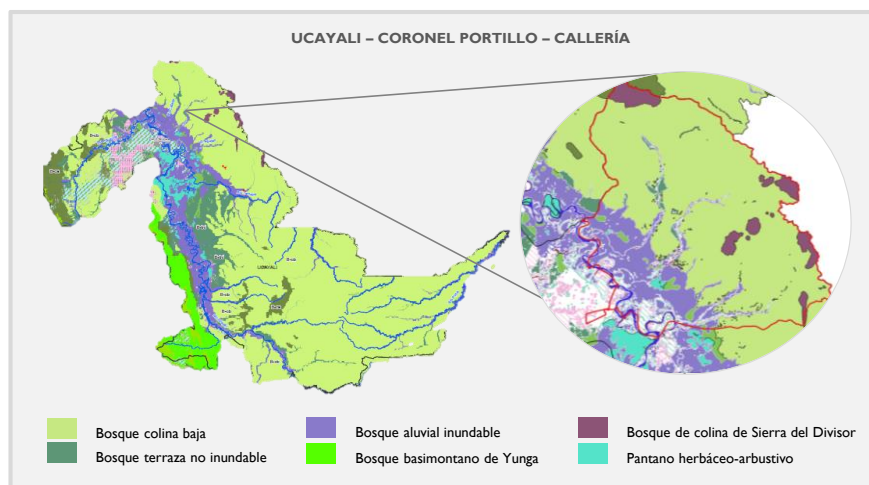 UCAYALI – CORONEL PORTILLO – CALLERÍA
UCAYALI
Bosque colina baja
Bosque aluvial inundable
Bosque de colina de Sierra del Divisor
Bosque terraza no inundable
Bosque basimontano de Yunga
Pantano herbáceo-arbustivo